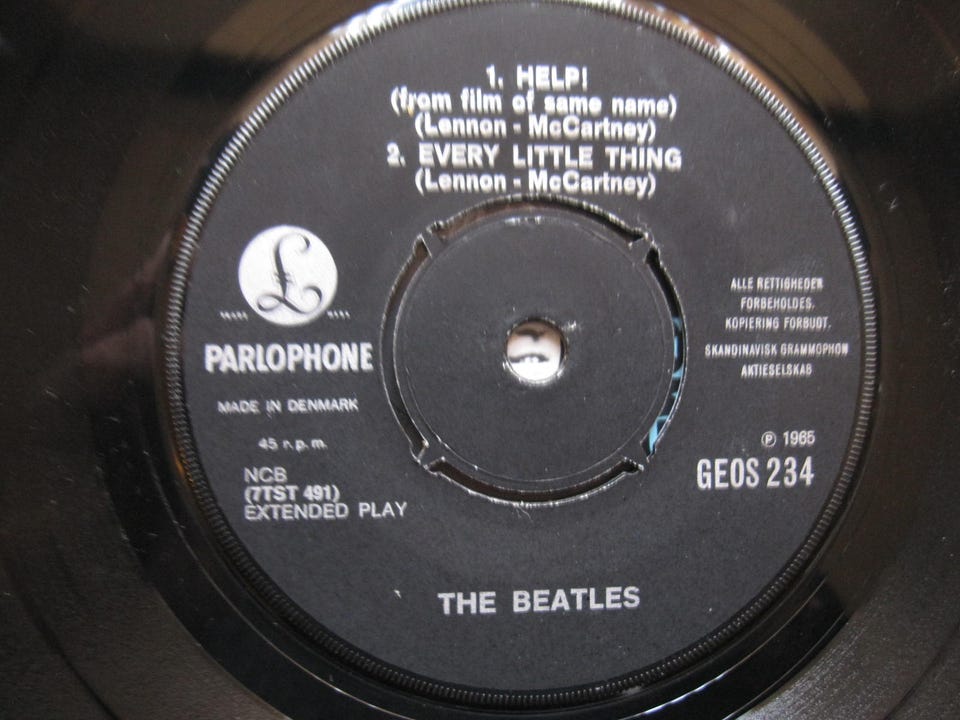 1. HELP!
(from film of same name)
(Lennon - McCartney)
2. EVERY LITTLE THING
(Lennon - McCartney)
£
PARLOPHONE
MADE IN DENMARK
45 r.p.m.
NCB
(7TST 491)
EXTENDED PLAY
ALLE RETTIGHEDER
FORBEHOLDES.
KOPIERING FORBUDT.
SKANDINAVISK GRAMMOPHON
AKTIESELSKAB
℗ 1965
GEOS 234
THE BEATLES